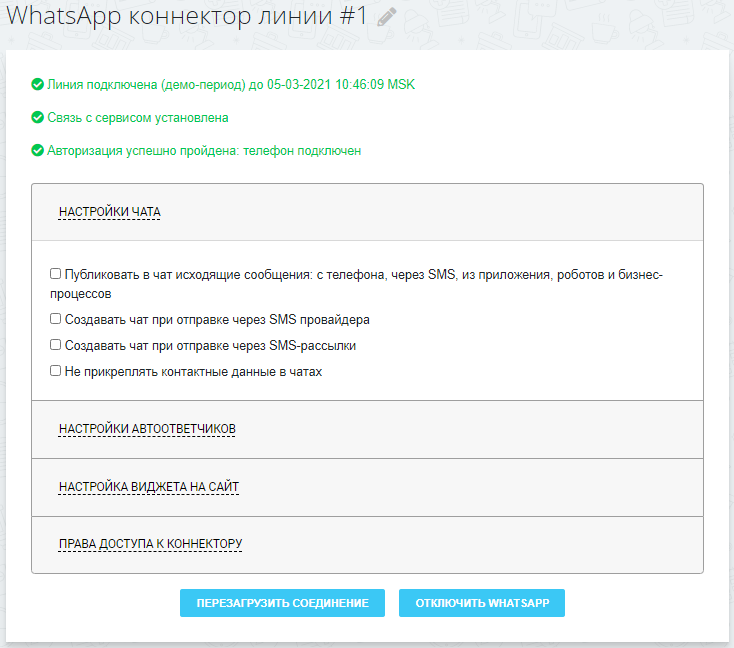 WhatsApp коннектор линии #1
Линия подключена (демо-период) до 05-03-2021 10:46:09 MSK
Связь с сервисом установлена
Авторизация успешно пройдена: телефон подключен
НАСТРОЙКИ ЧАТА
Публиковать в чат исходящие сообщения: с телефона, через SMS, из приложения, роботов и бизнес-
процессов
Создавать чат при отправке через SMS провайдера
Создавать чат при отправке через SMS-рассылки
Не прикреплять контактные данные в чатах
НАСТРОЙКИ АВТООТВЕТЧИКОВ
НАСТРОЙКА ВИДЖЕТА НА САЙТ
ПРАВА ДОСТУПА К КОННЕКТОРУ
ПЕРЕЗАГРУЗИТЬ СОЕДИНЕНИЕ
ОТКЛЮЧИТЬ WHATSAPP